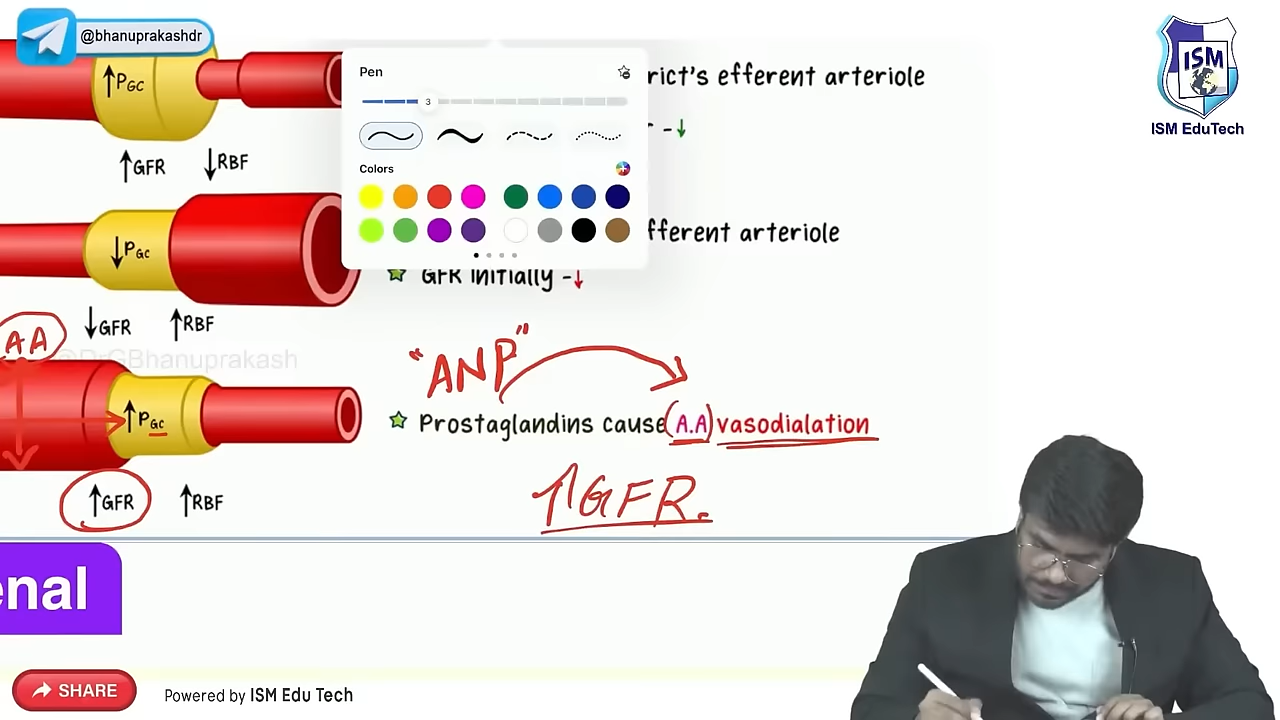 @bhanuprakashdr
↑PGC
↑GFR ↓RBF
Pen
3
Colors
rict's efferent arteriole
-↓
ISM
ISM EduTech
↓PGC
↓GFR ↑RBF
fferent arteriole
GFR initially -↓
AA
@DrGBhanuprakash
"ANP"
↑PGC
Prostaglandins cause (A.A) vasodialation
↑GFR ↑RBF
↑GFR.
enal
SHARE
Powered by ISM Edu Tech